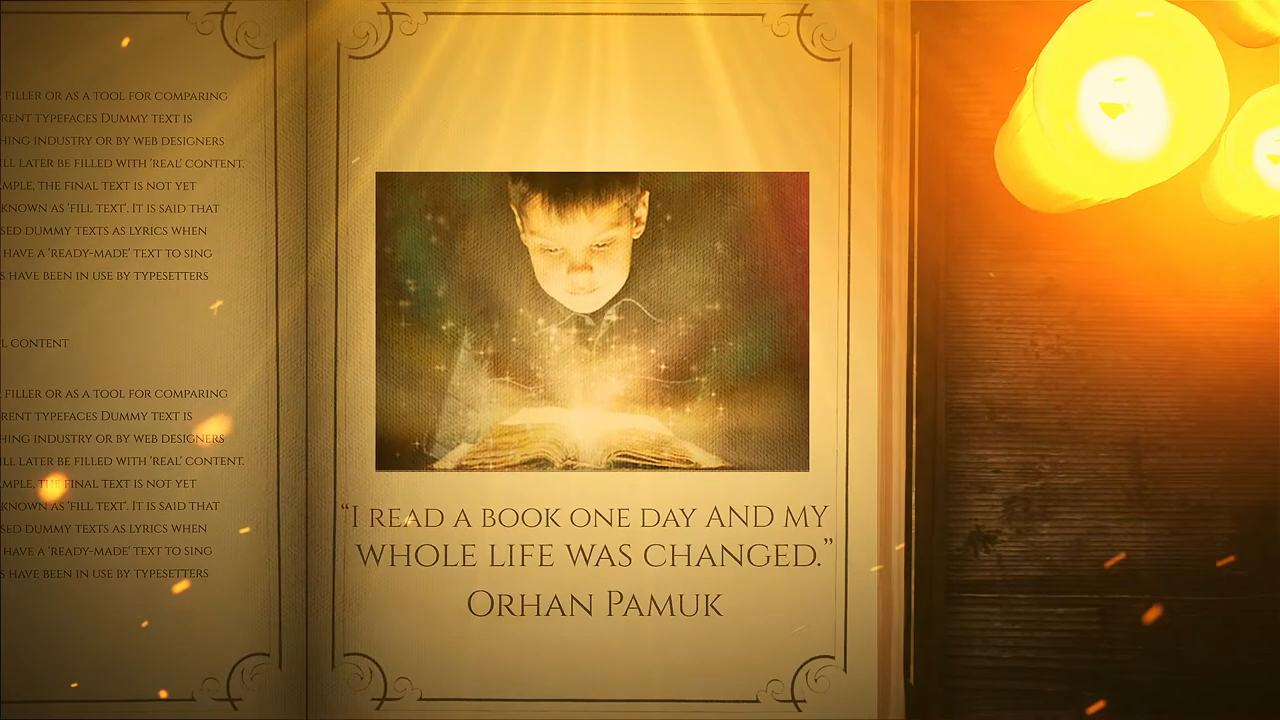 FILLER OR AS A TOOL FOR COMPARING
RENT TYPEFACES DUMMY TEXT IS
HING INDUSTRY OR BY WEB DESIGNERS
LL LATER BE FILLED WITH 'REAL' CONTENT.
MPLE, THE FINAL TEXT IS NOT YET
KNOWN AS 'FILL TEXT'. IT IS SAID THAT
SED DUMMY TEXTS AS LYRICS WHEN
HAVE A 'READY-MADE' TEXT TO SING
S HAVE BEEN IN USE BY TYPESETTERS
L CONTENT
FILLER OR AS A TOOL FOR COMPARING
RENT TYPEFACES DUMMY TEXT IS
HING INDUSTRY OR BY WEB DESIGNERS
LL LATER BE FILLED WITH 'REAL' CONTENT.
MPLE, THE FINAL TEXT IS NOT YET
KNOWN AS 'FILL TEXT'. IT IS SAID THAT
SED DUMMY TEXTS AS LYRICS WHEN
HAVE A 'READY-MADE' TEXT TO SING
S HAVE BEEN IN USE BY TYPESETTERS
“I READ A BOOK ONE DAY AND MY
WHOLE LIFE WAS CHANGED.”
ORHAN PAMUK